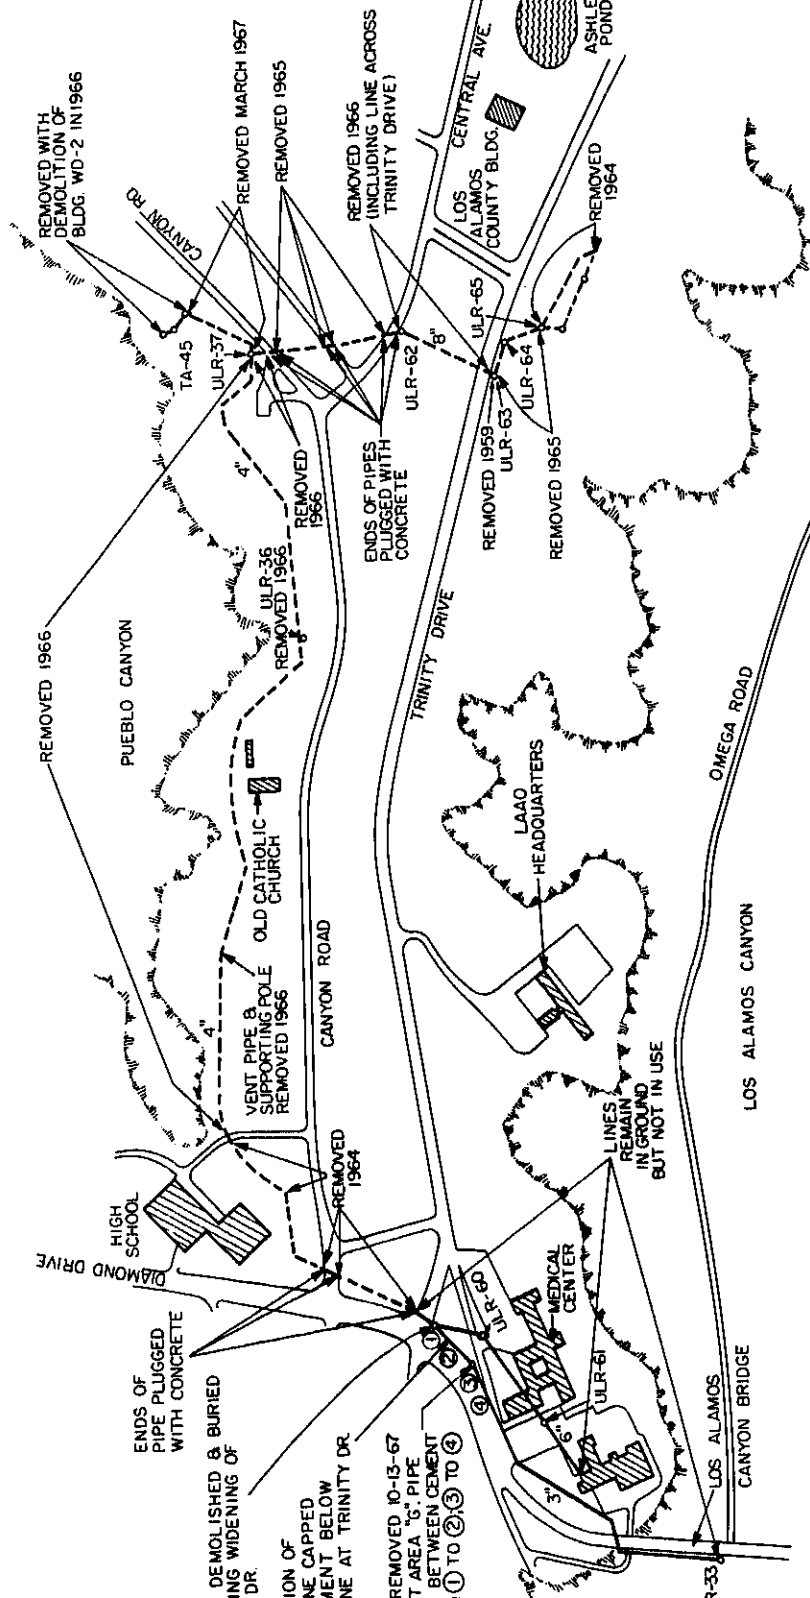 REMOVED WITH
DEMOLITION OF
BLDG. WD-2 IN 1966
REMOVED MARCH 1967
REMOVED 1965
REMOVED 1966
(INCLUDING LINE ACROSS
TRINITY DRIVE)
CENTRAL AVE.
LOS
ALAMOS
COUNTY BLDG.
ASHLE
POND
CANYON RD
TA-45
ULR-37
ULR-62
8"
ULR-65
REMOVED
1964
ULR-64
REMOVED 1959
ULR-63
REMOVED 1965
4"
REMOVED
1966
ENDS OF PIPES
PLUGGED WITH
CONCRETE
REMOVED 1966
PUEBLO CANYON
ULR-36
REMOVED 1966
TRINITY DRIVE
OLD CATHOLIC
CHURCH
LAAO
HEADQUARTERS
OMEGA ROAD
4"
VENT PIPE &
SUPPORTING POLE
REMOVED 1966
CANYON ROAD
LOS ALAMOS CANYON
HIGH
SCHOOL
DIAMOND DRIVE
REMOVED
1964
LINES
REMAIN
IN GROUND
BUT NOT IN USE
ENDS OF
PIPE PLUGGED
WITH CONCRETE
ULR-60
1
2
3
4
MEDICAL
CENTER
ULR-61
6"
3"
LOS ALAMOS
CANYON BRIDGE
DEMOLISHED & BURIED
ING WIDENING OF
DR.
ION OF
NE CAPPED
MENT BELOW
NE AT TRINITY DR.
REMOVED 10-13-67
T AREA "G". PIPE
BETWEEN CEMENT
① TO ②, ③ TO ④
R-33